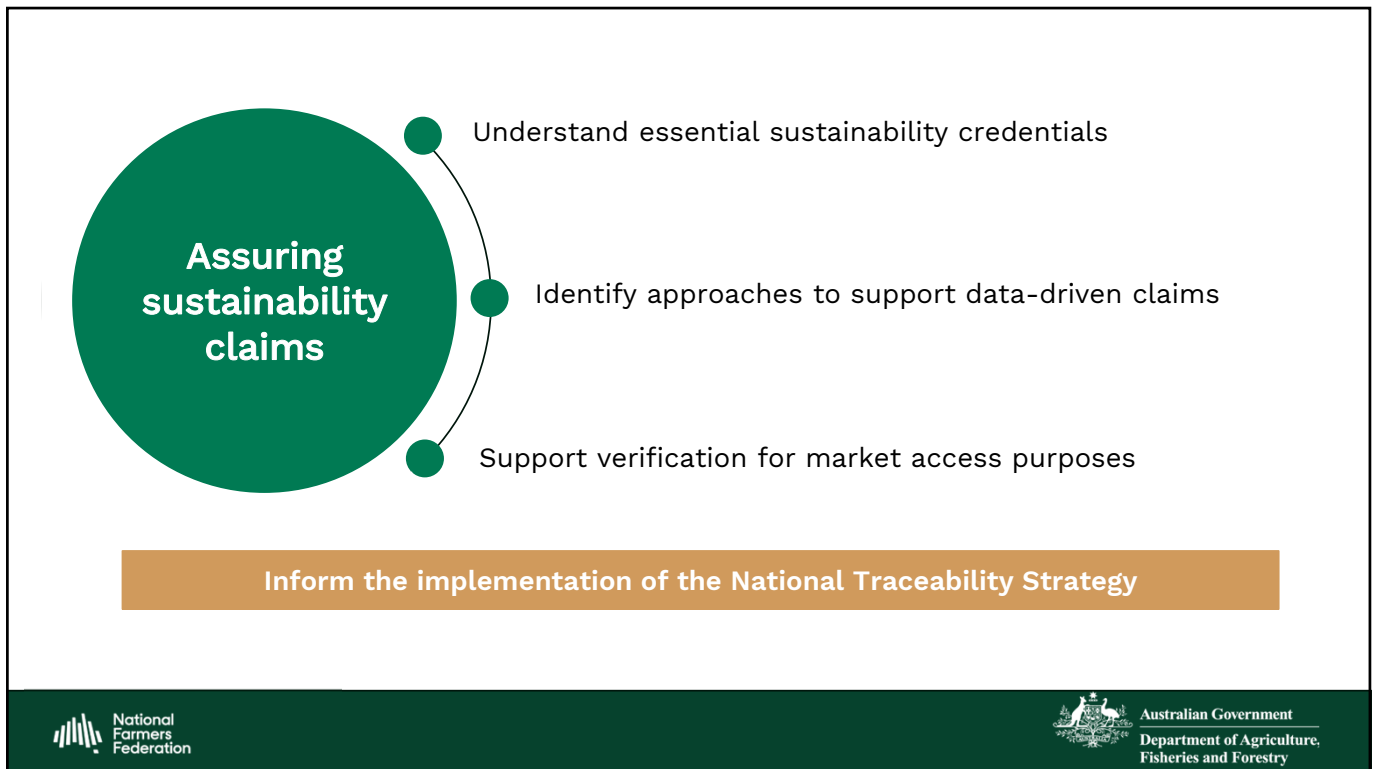 Understand essential sustainability credentials
Assuring
sustainability
claims
Identify approaches to support data-driven claims
Support verification for market access purposes
Inform the implementation of the National Traceability Strategy
National
Farmers
Federation
Australian Government
Department of Agriculture,
Fisheries and Forestry